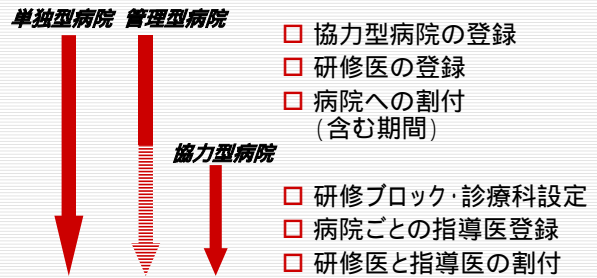 単独型病院 管理型病院
協力型病院の登録
研修医の登録
病院への割付
(含む期間)
協力型病院
研修ブロック・診療科設定
病院ごとの指導医登録
研修医と指導医の割付